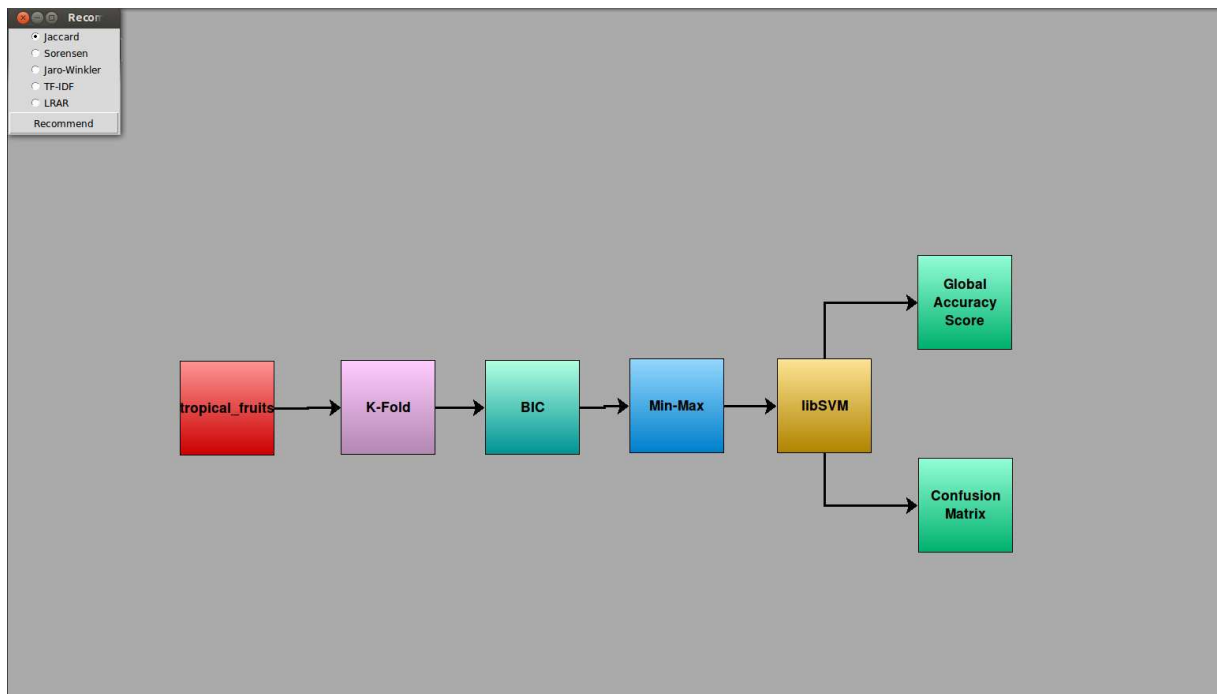 Recom
Jaccard
Sorensen
Jaro-Winkler
TF-IDF
LRAR
Recommend
Global
Accuracy
Score
tropical_fruits
K-Fold
BIC
Min-Max
libSVM
Confusion
Matrix